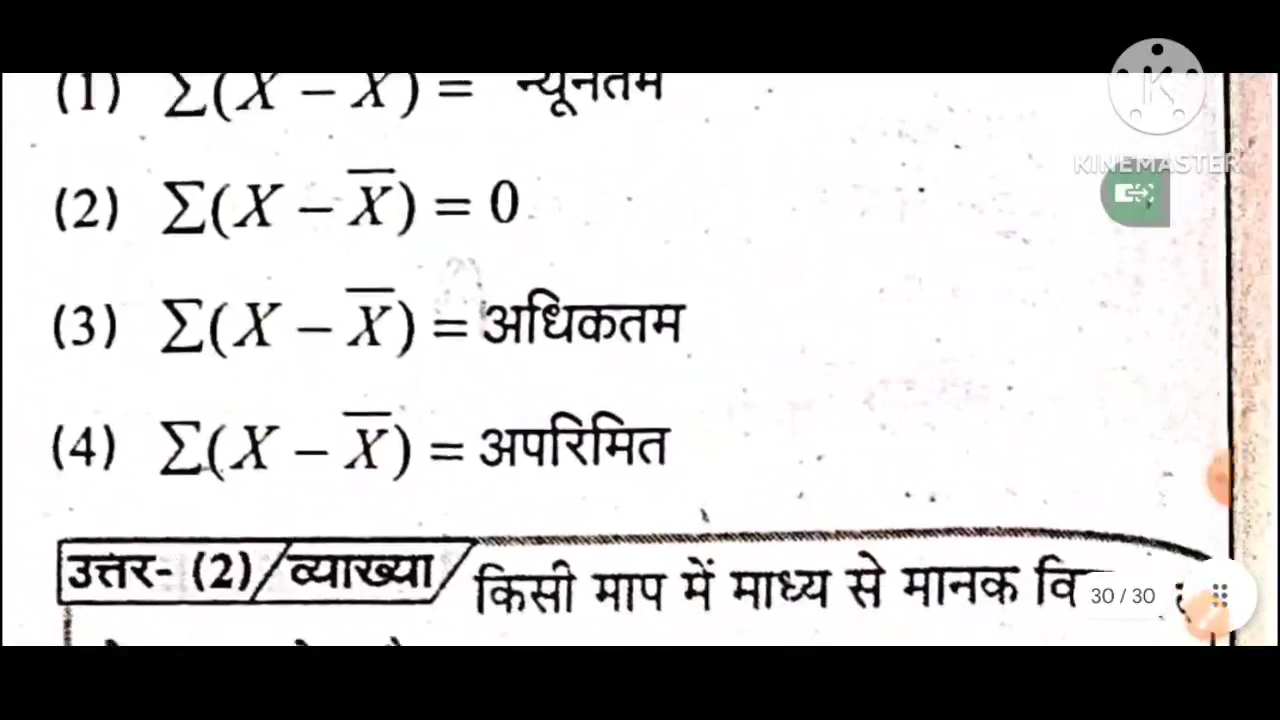 (1) Σ(X – X) = न्यूनतम
KINEMASTER
(2) Σ(X – X̅) = 0
(3) Σ(X – X̅) = अधिकतम
(4) Σ(X – X̅) = अपरिमित
उत्तर- (2)/व्याख्या/ किसी माप में माध्य से मानक
30 / 30